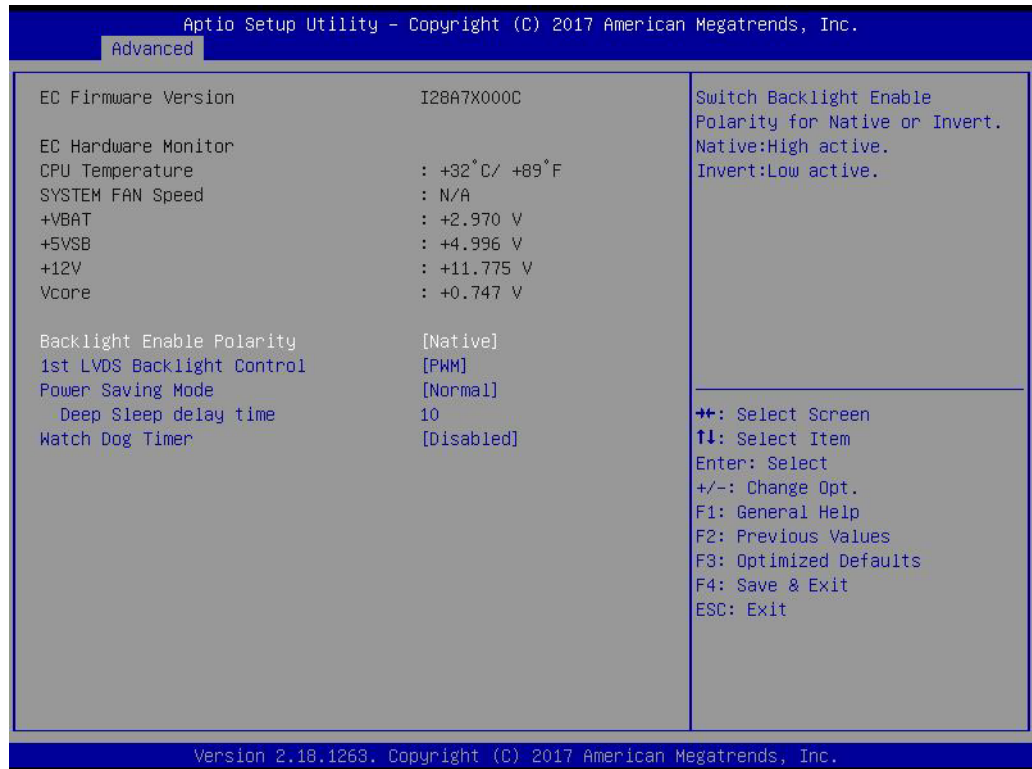 Aptio Setup Utility – Copyright (C) 2017 American Megatrends, Inc.
Advanced
EC Firmware Version I28A7X000C
EC Hardware Monitor
CPU Temperature : +32°C/ +89°F
SYSTEM FAN Speed : N/A
+VBAT : +2.970 V
+5VSB : +4.996 V
+12V : +11.775 V
Vcore : +0.747 V
Backlight Enable Polarity [Native]
1st LVDS Backlight Control [PWM]
Power Saving Mode [Normal]
Deep Sleep delay time 10
Watch Dog Timer [Disabled]
Switch Backlight Enable
Polarity for Native or Invert.
Native:High active.
Invert:Low active.
→←: Select Screen
↑↓: Select Item
Enter: Select
+/-: Change Opt.
F1: General Help
F2: Previous Values
F3: Optimized Defaults
F4: Save & Exit
ESC: Exit
Version 2.18.1263. Copyright (C) 2017 American Megatrends, Inc.